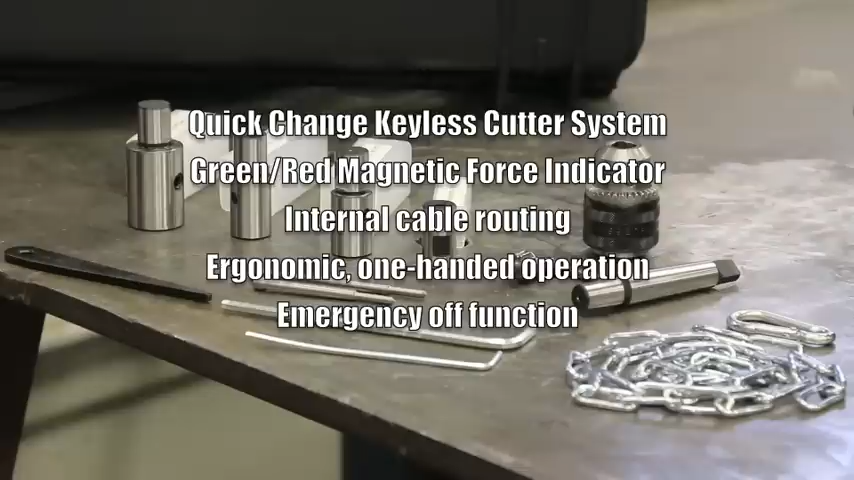 Quick Change Keyless Cutter System
Green/Red Magnetic Force Indicator
Internal cable routing
Ergonomic, one-handed operation
Emergency off function